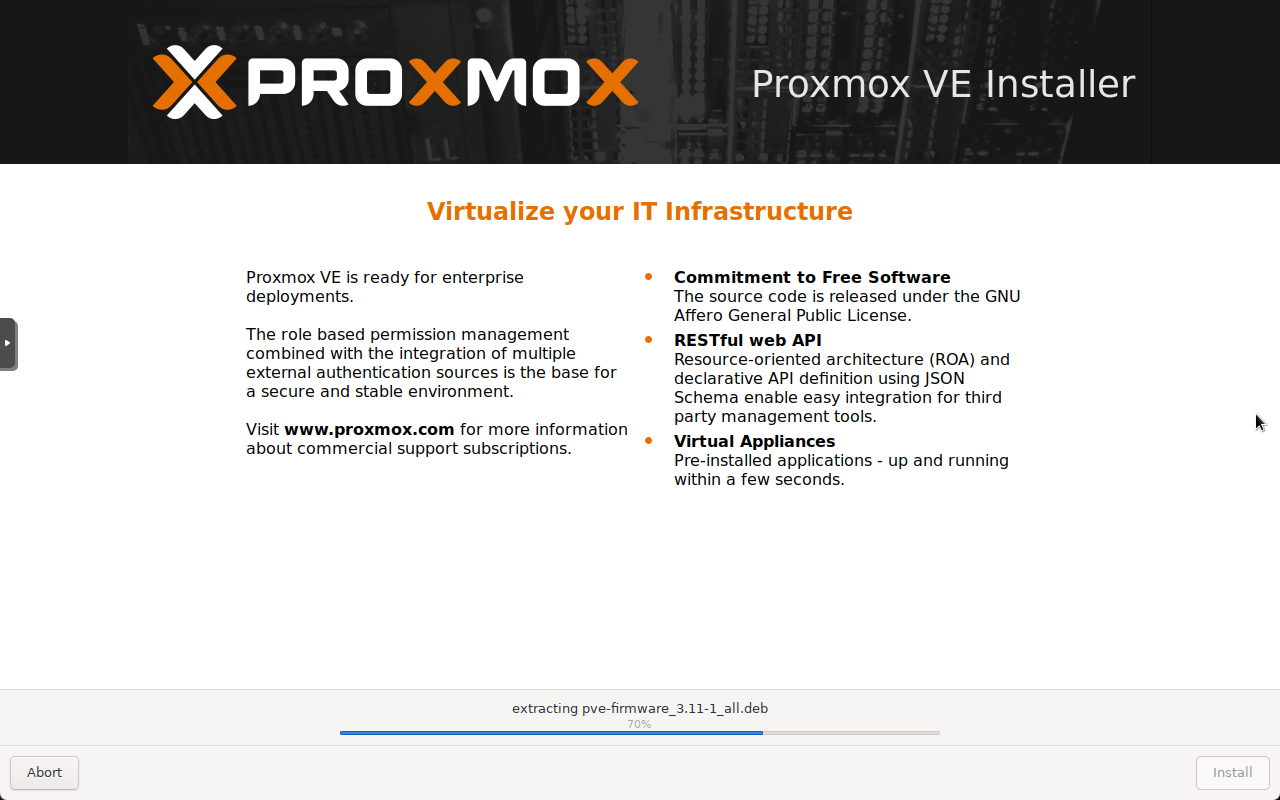 PROXMOX
Proxmox VE Installer
Virtualize your IT Infrastructure
Proxmox VE is ready for enterprise
deployments.
The role based permission management
combined with the integration of multiple
external authentication sources is the base for
a secure and stable environment.
Visit www.proxmox.com for more information
about commercial support subscriptions.
Commitment to Free Software
The source code is released under the GNU
Affero General Public License.
RESTful web API
Resource-oriented architecture (ROA) and
declarative API definition using JSON
Schema enable easy integration for third
party management tools.
Virtual Appliances
Pre-installed applications - up and running
within a few seconds.
extracting pve-firmware_3.11-1_all.deb
70%
Abort
Install